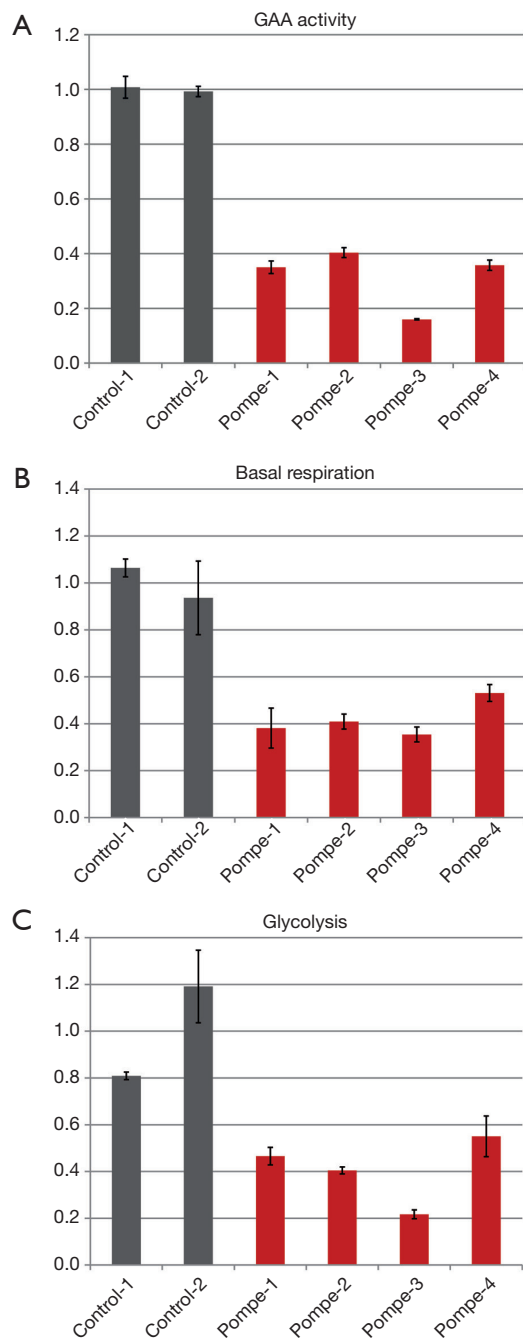 A
GAA activity
1.2
1.0
0.8
0.6
0.4
0.2
0.0
Control-1
Control-2
Pompe-1
Pompe-2
Pompe-3
Pompe-4
B
Basal respiration
1.4
1.2
1.0
0.8
0.6
0.4
0.2
0.0
Control-1
Control-2
Pompe-1
Pompe-2
Pompe-3
Pompe-4
C
Glycolysis
1.4
1.2
1.0
0.8
0.6
0.4
0.2
0.0
Control-1
Control-2
Pompe-1
Pompe-2
Pompe-3
Pompe-4